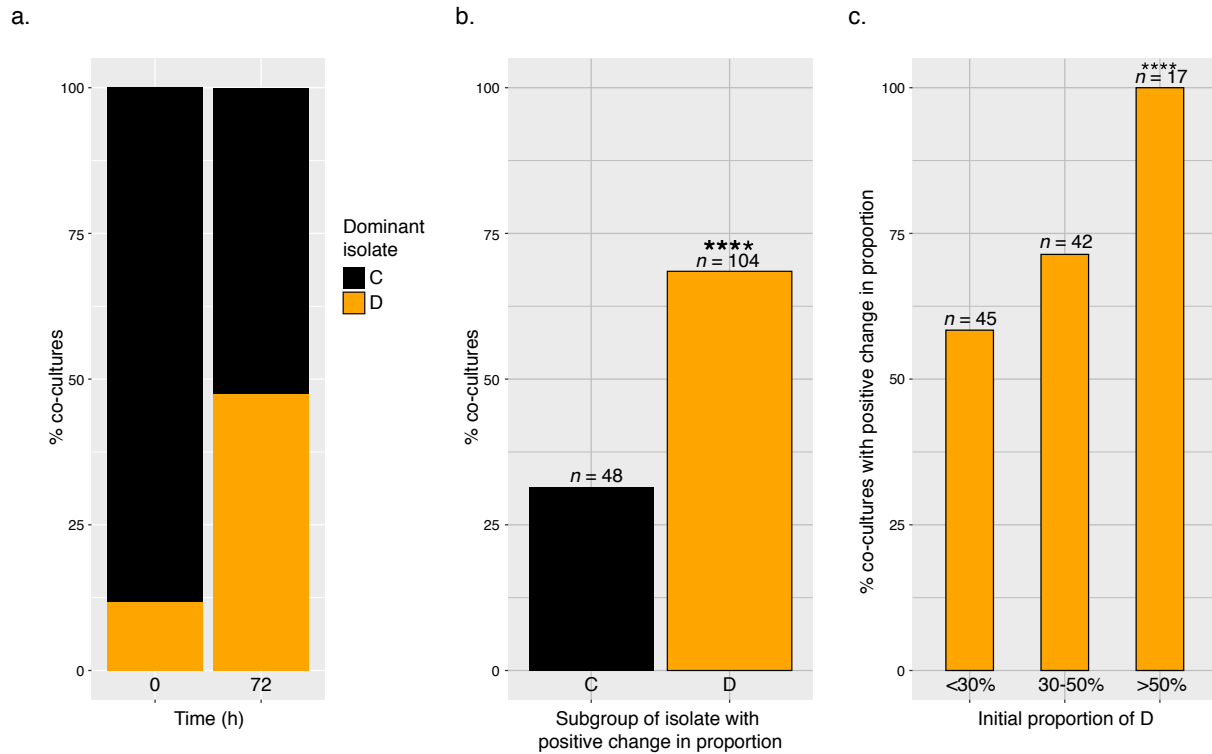 a.
% co-cultures
100
75
50
25
0
0
72
Time (h)
Dominant
isolate
C
D
b.
% co-cultures
100
75
50
25
0
n = 48
****
n = 104
C
D
Subgroup of isolate with
positive change in proportion
c.
% co-cultures with positive change in proportion
100
75
50
25
0
n = 45
n = 42
****
n = 17
<30%
30-50%
>50%
Initial proportion of D